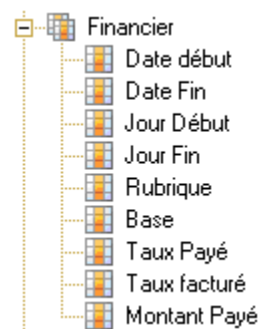 Financier
Date début
Date Fin
Jour Début
Jour Fin
Rubrique
Base
Taux Payé
Taux facturé
Montant Payé